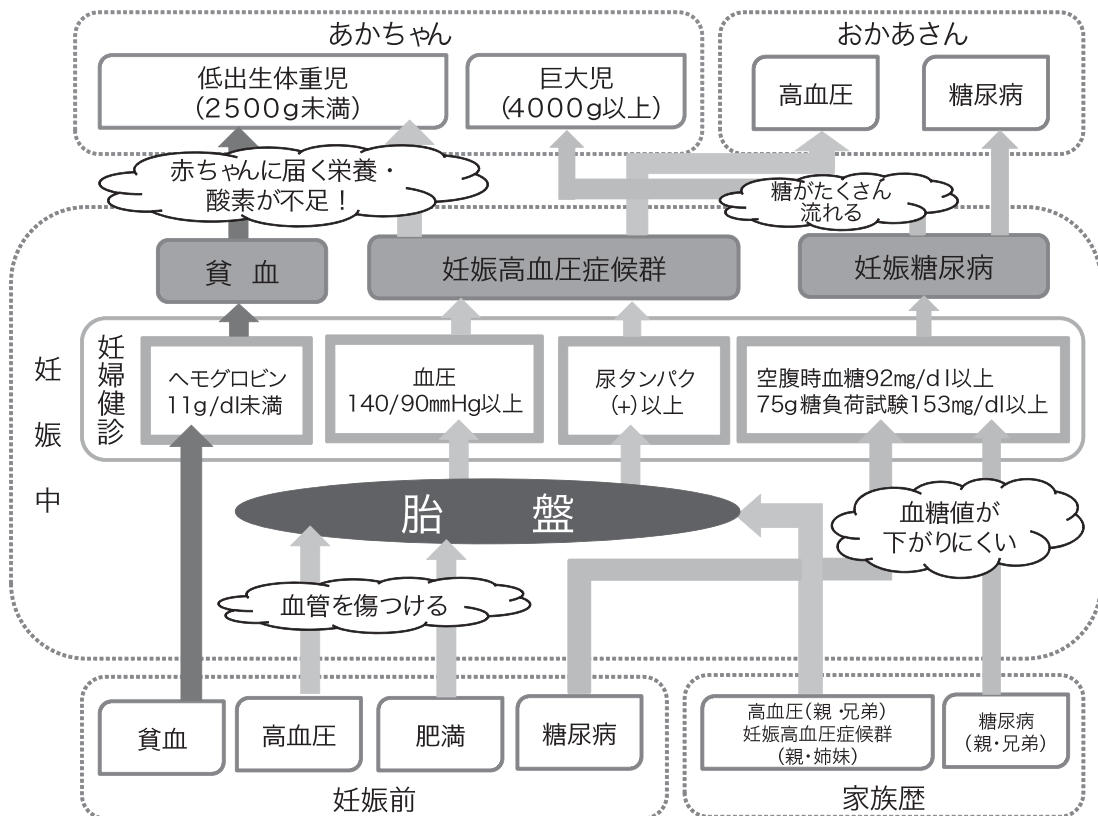 あかちゃん
低出生体重児
(2500g未満)
巨大児
(4000g以上)
おかあさん
高血圧
糖尿病
赤ちゃんに届く栄養・
酸素が不足！
糖がたくさん
流れる
貧 血
妊娠高血圧症候群
妊娠糖尿病
妊娠中
妊婦健診
ヘモグロビン
11g/dl未満
血圧
140/90mmHg以上
尿タンパク
(+)以上
空腹時血糖92㎎/dl以上
75g糖負荷試験153㎎/dl以上
胎 盤
血糖値が
下がりにくい
血管を傷つける
貧血
高血圧
肥満
糖尿病
妊娠前
高血圧(親・兄弟)
妊娠高血圧症候群
(親・姉妹)
糖尿病
(親・兄弟)
家族歴